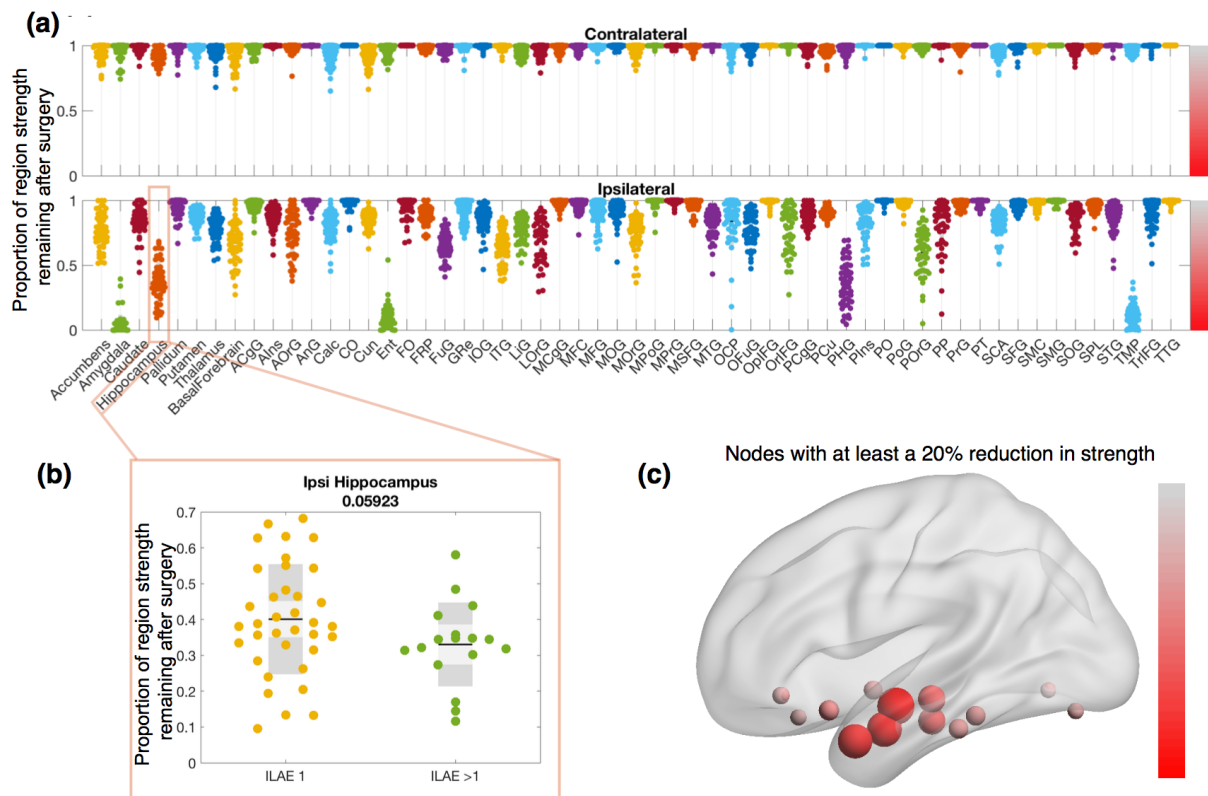 (a)
Contralateral
Proportion of region strength
remaining after surgery
1
0.5
0
Ipsilateral
1
0.5
0
Accumbens
Amygdala
Caudate
Hippocampus
Pallidum
Putamen
Thalamus
BasalForebrain
ACgG
AIns
AOrG
AnG
Calc
CO
Cun
Ent
FO
FRP
FuG
GRe
IOG
ITG
LiG
LOrG
MCgG
MFC
MFG
MOG
MOrG
MPoG
MPrG
MSFG
MTG
OCP
OFuG
OpIFG
OrIFG
PCgG
PCu
PHG
PIns
PO
PoG
POrG
PP
PrG
PT
SCA
SFG
SMC
SMG
SOG
SPL
STG
TMP
TrIFG
TTG
(b)
Ipsi Hippocampus
0.05923
Proportion of region strength
remaining after surgery
0.7
0.6
0.5
0.4
0.3
0.2
0.1
0
ILAE 1
ILAE >1
(c)
Nodes with at least a 20% reduction in strength